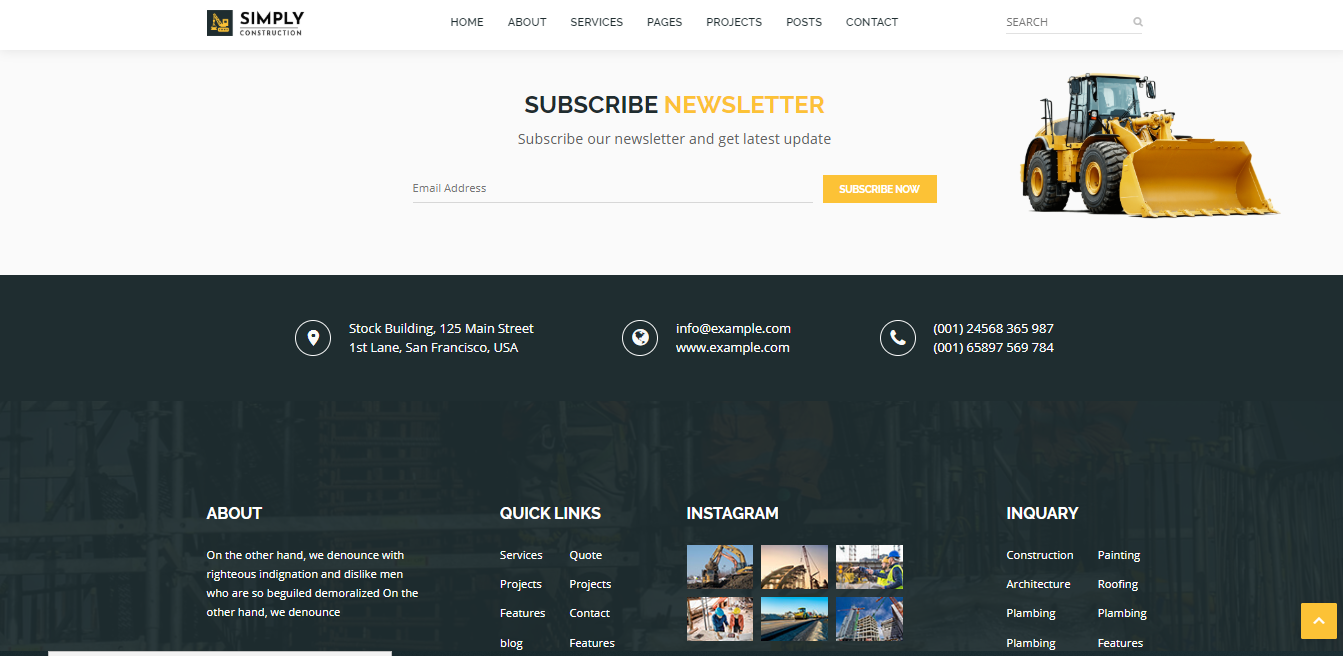 SIMPLY
CONSTRUCTION
HOME ABOUT SERVICES PAGES PROJECTS POSTS CONTACT
SEARCH
SUBSCRIBE NEWSLETTER
Subscribe our newsletter and get latest update
Email Address
SUBSCRIBE NOW
Stock Building, 125 Main Street
1st Lane, San Francisco, USA
info@example.com
www.example.com
(001) 24568 365 987
(001) 65897 569 784
ABOUT
On the other hand, we denounce with
righteous indignation and dislike men
who are so beguiled demoralized On the
other hand, we denounce
QUICK LINKS
Services Quote
Projects Projects
Features Contact
blog Features
INSTAGRAM
INQUARY
Construction Painting
Architecture Roofing
Plambing Plambing
Plambing Features